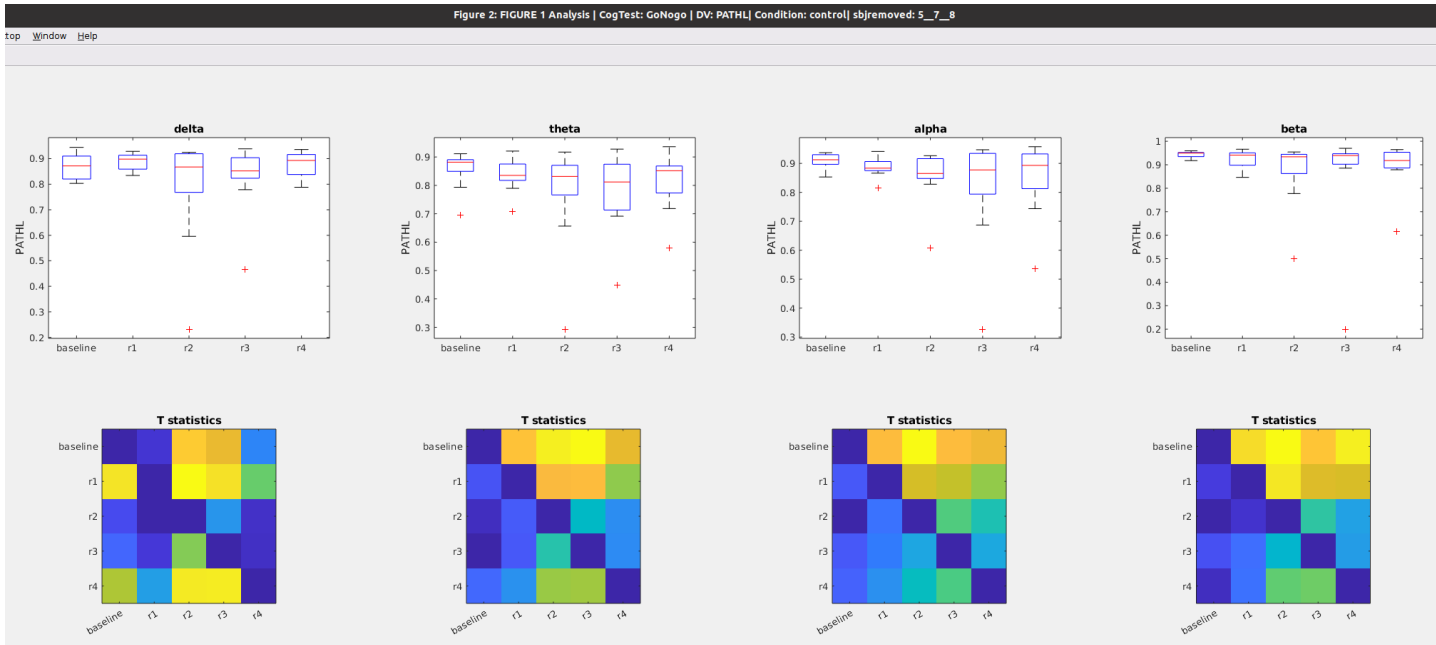 Figure 2: FIGURE 1 Analysis | CogTest: GoNogo | DV: PATHL| Condition: control| sbjremoved: 5__7__8
top Window Help
delta
PATHL
0.9
0.8
0.7
0.6
0.5
0.4
0.3
0.2
baseline r1 r2 r3 r4
theta
PATHL
0.9
0.8
0.7
0.6
0.5
0.4
0.3
baseline r1 r2 r3 r4
alpha
PATHL
0.9
0.8
0.7
0.6
0.5
0.4
0.3
baseline r1 r2 r3 r4
beta
PATHL
1
0.9
0.8
0.7
0.6
0.5
0.4
0.3
0.2
baseline r1 r2 r3 r4
T statistics
baseline
r1
r2
r3
r4
baseline r1 r2 r3 r4
T statistics
baseline
r1
r2
r3
r4
baseline r1 r2 r3 r4
T statistics
baseline
r1
r2
r3
r4
baseline r1 r2 r3 r4
T statistics
baseline
r1
r2
r3
r4
baseline r1 r2 r3 r4